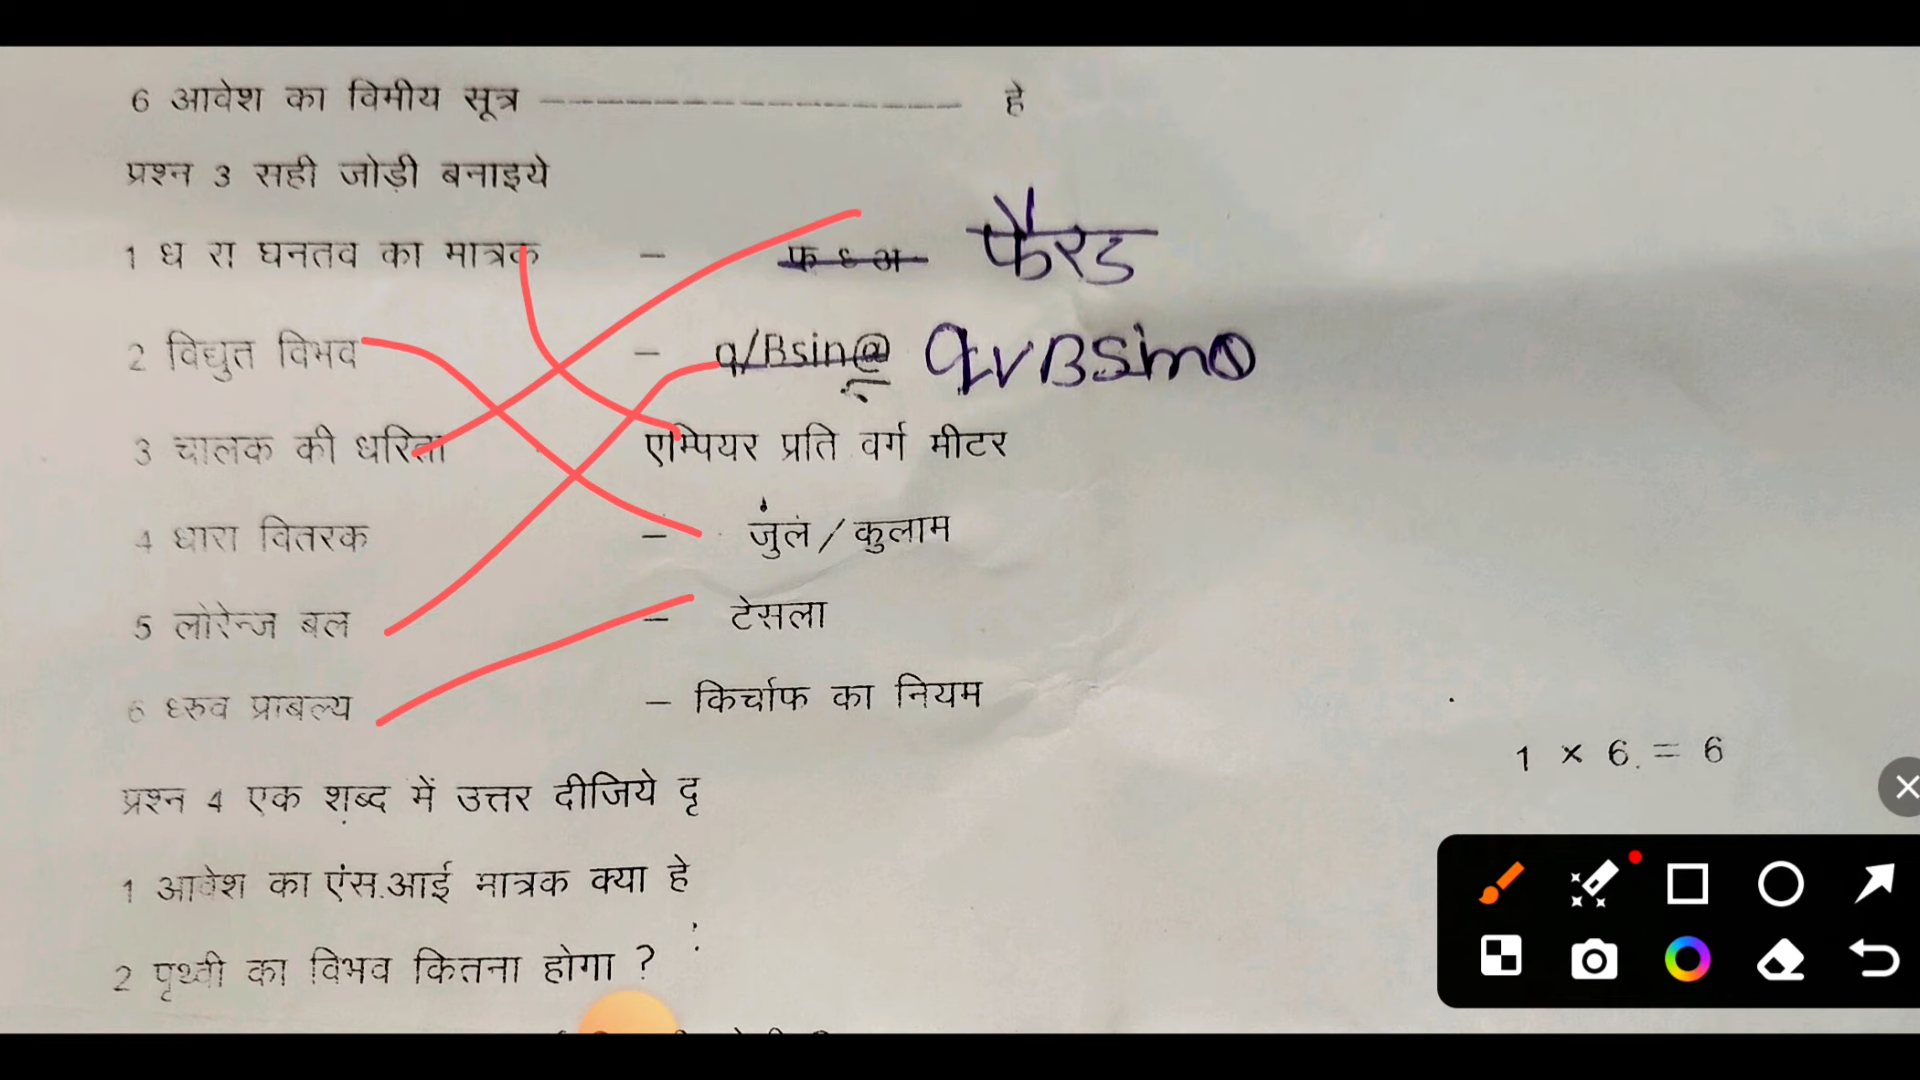 6 आवेश का विमीय सूत्र ------------------ हे
प्रश्न 3 सही जोड़ी बनाइये
1 ध रा घनतव का मात्रक –
फैरड
2 विद्युत विभव – q/Bsin@ qvBsinθ
3 चालक की धरिता एम्पियर प्रति वर्ग मीटर
4 धारा वितरक – जुल / कुलाम
5 लोरेन्ज बल – टेसला
6 ध्रुव प्राबल्य – किर्चाफ का नियम
1 × 6 = 6
प्रश्न 4 एक शब्द में उत्तर दीजिये दृ
1 आवेश का एंस.आई मात्रक क्या हे
2 पृथ्वी का विभव कितना होगा ?